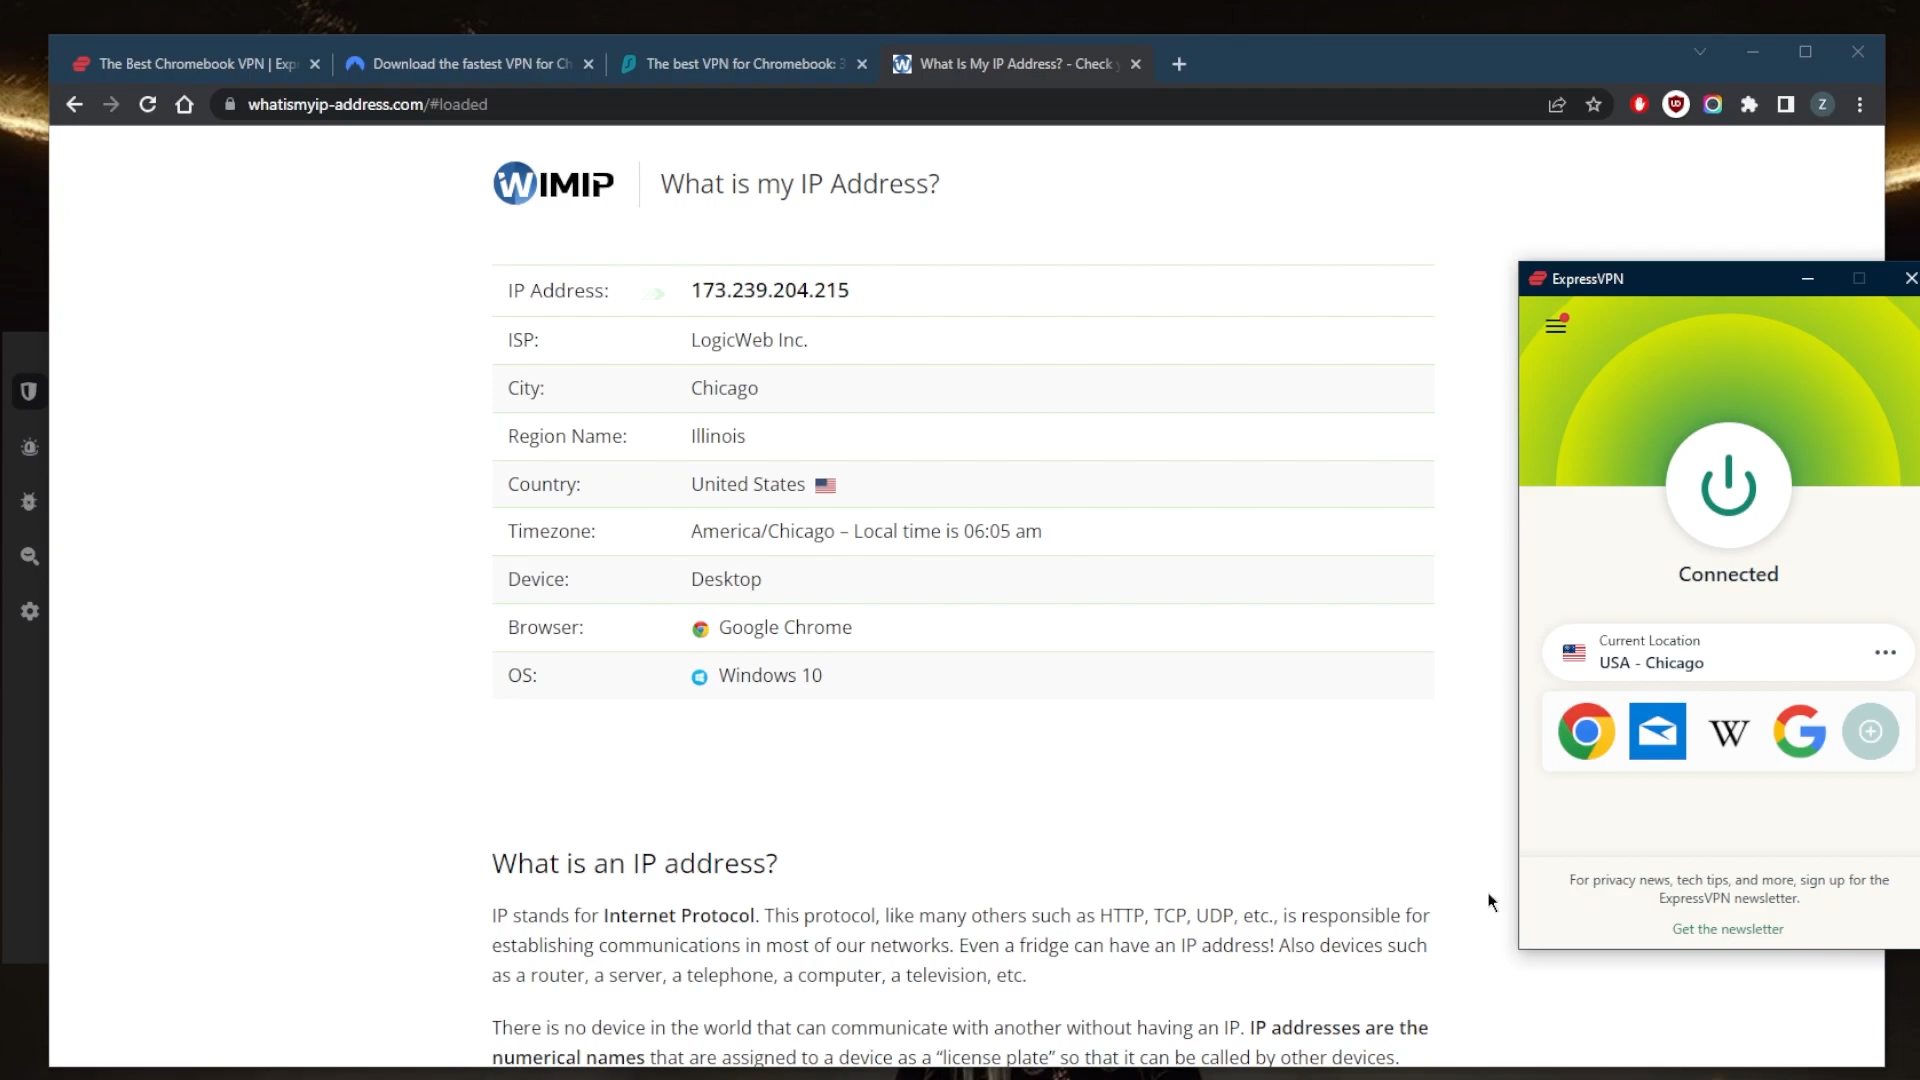 The Best Chromebook VPN | Exp
Download the fastest VPN for Ch
The best VPN for Chromebook: 3
What Is My IP Address? - Check y
whatismyip-address.com/#loaded
Z
WIMIP
What is my IP Address?
IP Address: 173.239.204.215
ISP: LogicWeb Inc.
City: Chicago
Region Name: Illinois
Country: United States
Timezone: America/Chicago – Local time is 06:05 am
Device: Desktop
Browser: Google Chrome
OS: Windows 10
What is an IP address?
IP stands for Internet Protocol. This protocol, like many others such as HTTP, TCP, UDP, etc., is responsible for
establishing communications in most of our networks. Even a fridge can have an IP address! Also devices such
as a router, a server, a telephone, a computer, a television, etc.
There is no device in the world that can communicate with another without having an IP. IP addresses are the
numerical names that are assigned to a device as a “license plate” so that it can be called by other devices.
ExpressVPN
Connected
Current Location
USA - Chicago
W
For privacy news, tech tips, and more, sign up for the
ExpressVPN newsletter.
Get the newsletter